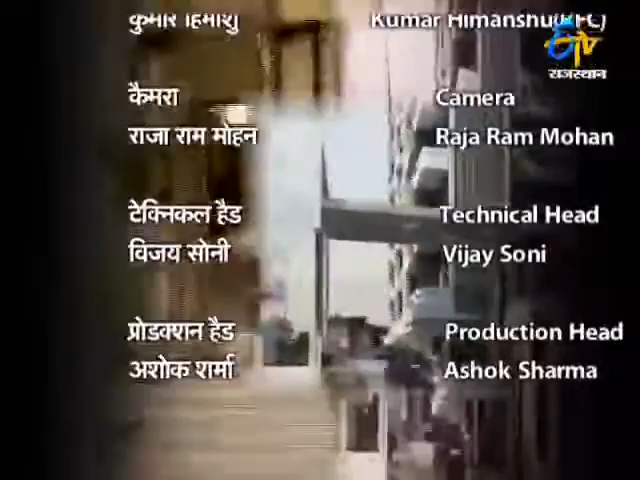 कुमार हिमांशु Kumar Himanshu(RFC)
ETV
राजस्थान
कैमरा Camera
राजा राम मोहन Raja Ram Mohan
टेक्निकल हैड Technical Head
विजय सोनी Vijay Soni
प्रोडक्शन हैड Production Head
अशोक शर्मा Ashok Sharma